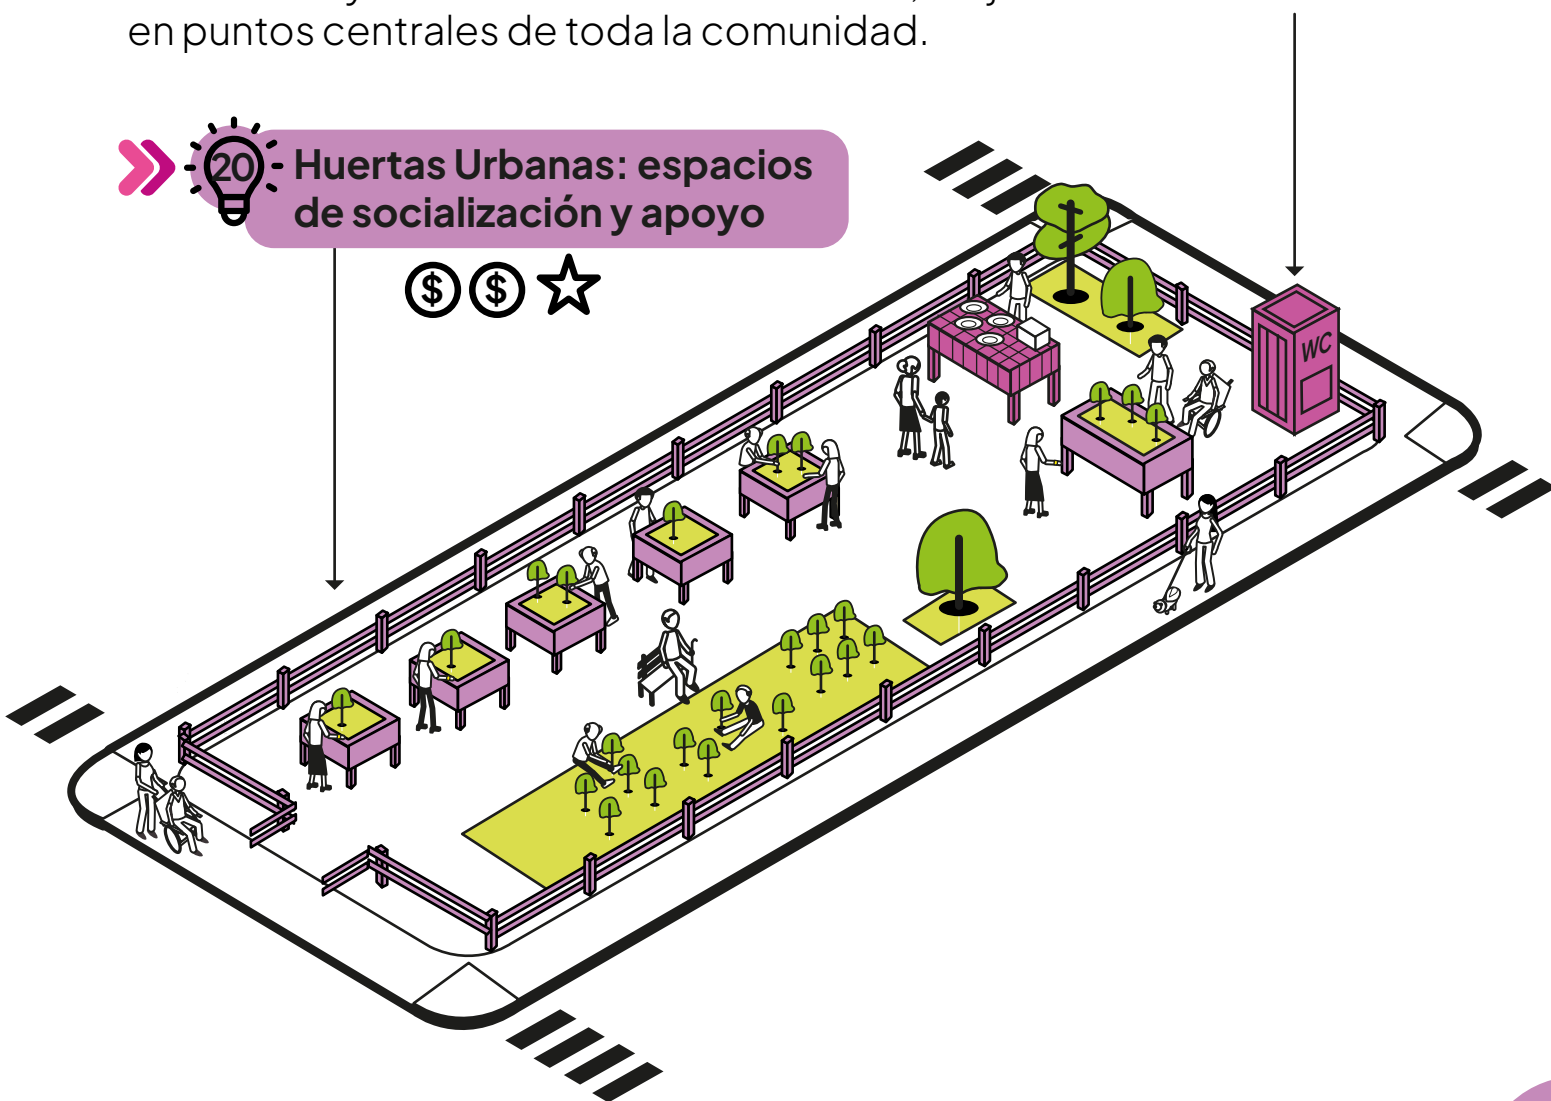 en puntos centrales de toda la comunidad.
20
Huertas Urbanas: espacios
de socialización y apoyo
$ $
WC